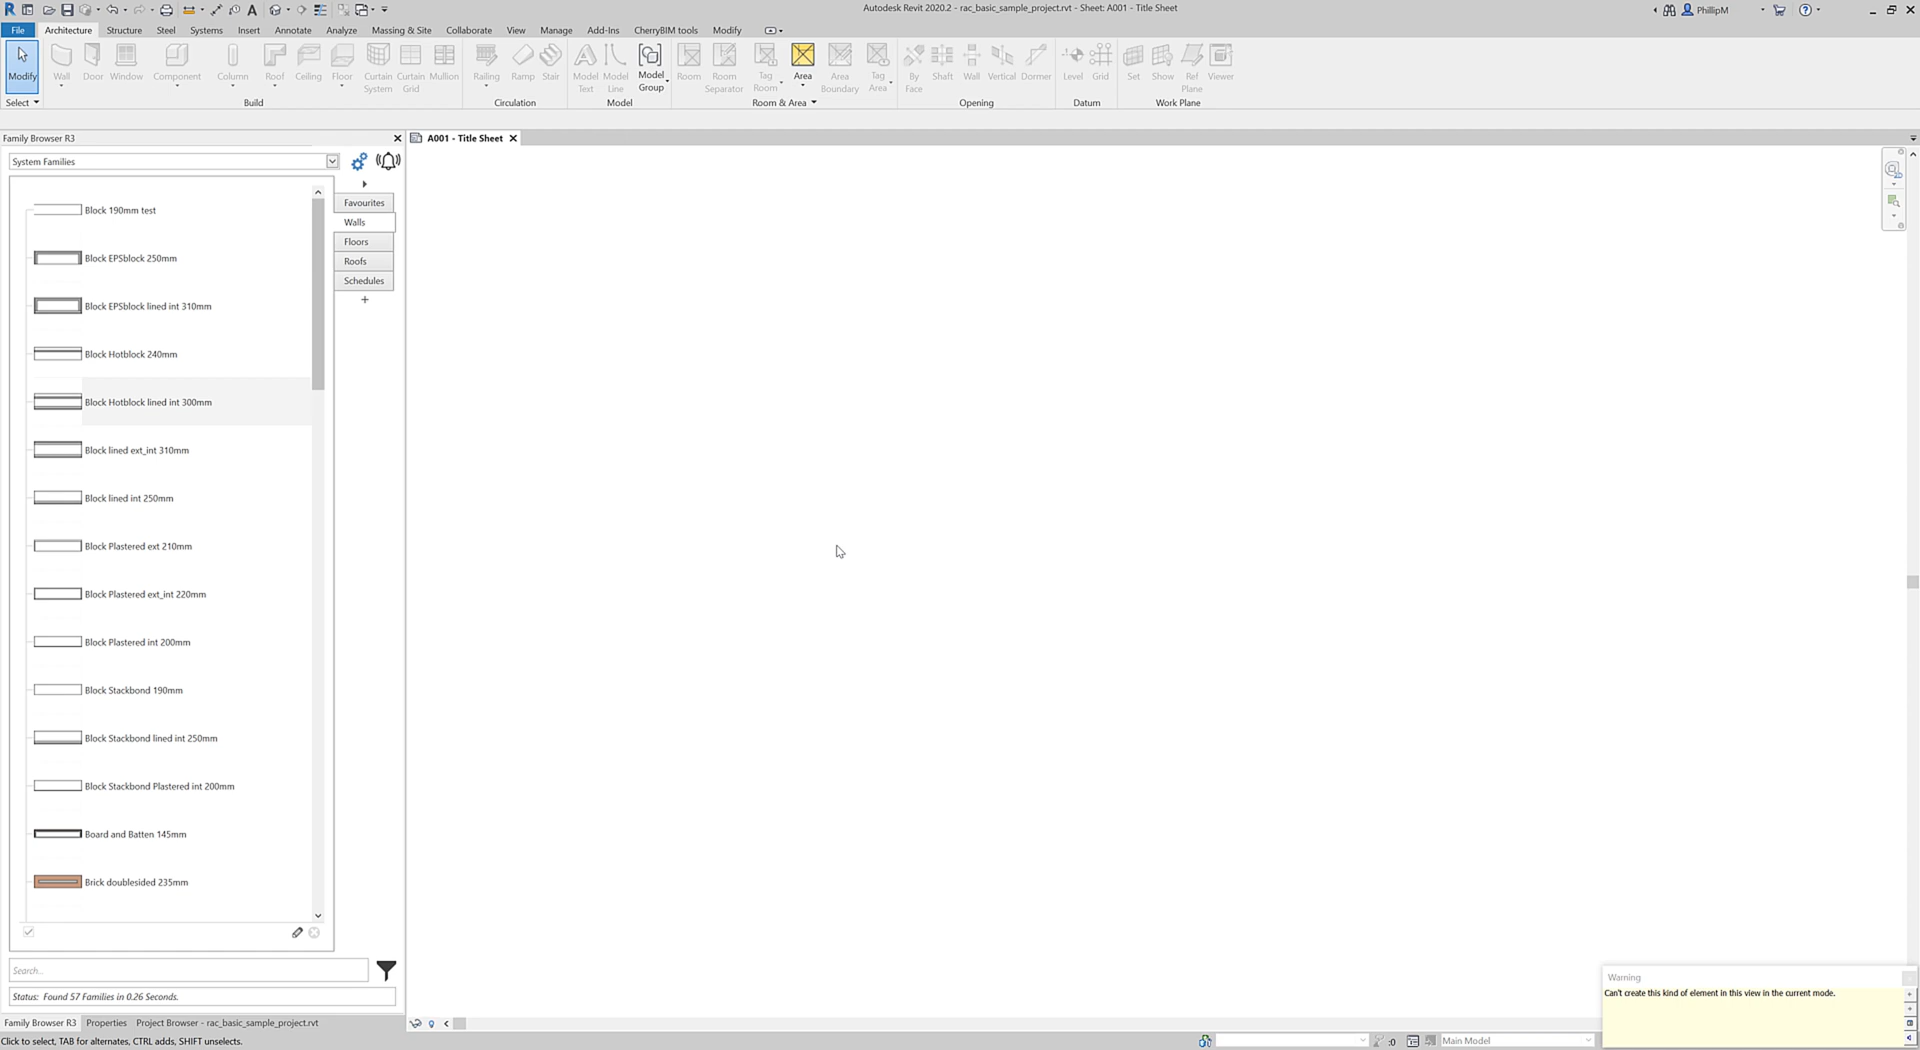 Autodesk Revit 2020.2 - rac_basic_sample_project.rvt - Sheet: A001 - Title Sheet
PhillipM
File
Architecture
Structure
Steel
Systems
Insert
Annotate
Analyze
Massing & Site
Collaborate
View
Manage
Add-Ins
CherryBIM tools
Modify
Modify
Wall
Door
Window
Component
Column
Roof
Ceiling
Floor
Curtain System
Curtain Grid
Mullion
Railing
Ramp
Stair
Model Text
Model Line
Model Group
Room
Room Separator
Tag Room
Area
Area Boundary
Tag Area
By Face
Shaft
Wall
Vertical
Dormer
Level
Grid
Set
Show
Ref Plane
Viewer
Select
Build
Circulation
Model
Room & Area
Opening
Datum
Work Plane
Family Browser R3
A001 - Title Sheet
System Families
Favourites
Walls
Floors
Roofs
Schedules
Block 190mm test
Block EPSblock 250mm
Block EPSblock lined int 310mm
Block Hotblock 240mm
Block Hotblock lined int 300mm
Block lined ext_int 310mm
Block lined int 250mm
Block Plastered ext 210mm
Block Plastered ext_int 220mm
Block Plastered int 200mm
Block Stackbond 190mm
Block Stackbond lined int 250mm
Block Stackbond Plastered int 200mm
Board and Batten 145mm
Brick doublesided 235mm
Search...
Status: Found 57 Families in 0.26 Seconds.
Warning
Can't create this kind of element in this view in the current mode.
Family Browser R3
Properties
Project Browser - rac_basic_sample_project.rvt
Click to select, TAB for alternates, CTRL adds, SHIFT unselects.
:0
Main Model